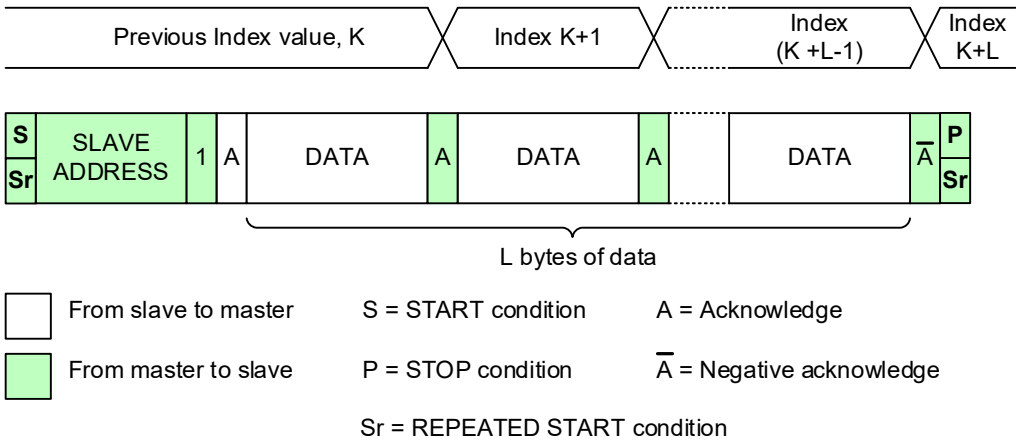 Previous Index value, K
Index K+1
Index
(K +L-1)
Index
K+L
S
Sr
SLAVE
ADDRESS
1
A
DATA
A
DATA
A
DATA
A̅
P
Sr
L bytes of data
From slave to master
S = START condition
A = Acknowledge
From master to slave
P = STOP condition
A̅ = Negative acknowledge
Sr = REPEATED START condition